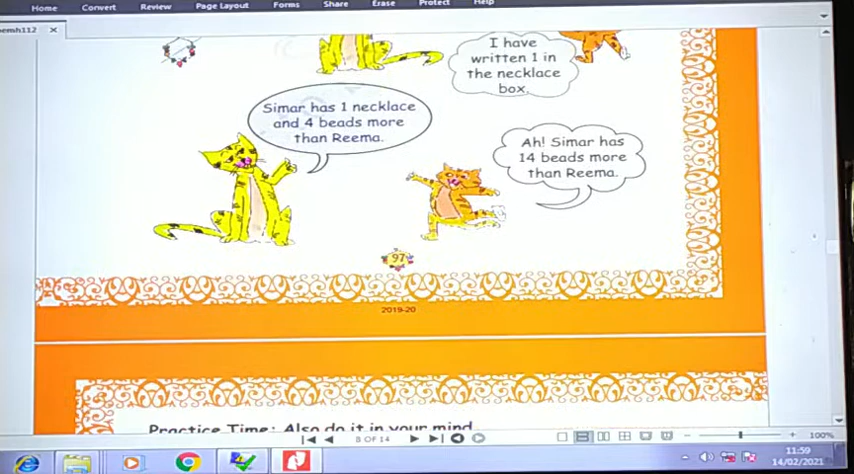 Home Convert Review Page Layout Forms Share Erase Protect Help
emh112 ×
I have
written 1 in
the necklace
box.
Simar has 1 necklace
and 4 beads more
than Reema.
Ah! Simar has
14 beads more
than Reema.
97
2019-20
Practice Time: Also do it in your mind
8 OF 14
100%
11:59
14/02/2021